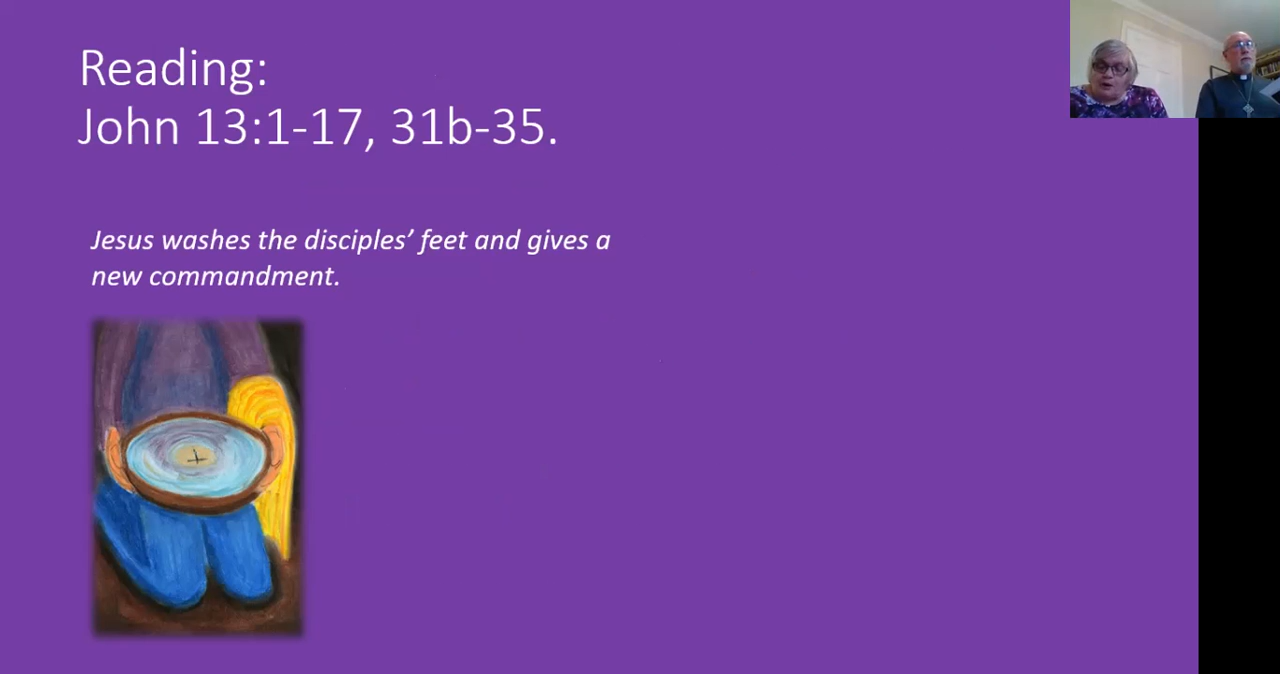 Reading:
John 13:1-17, 31b-35.
Jesus washes the disciples’ feet and gives a
new commandment.